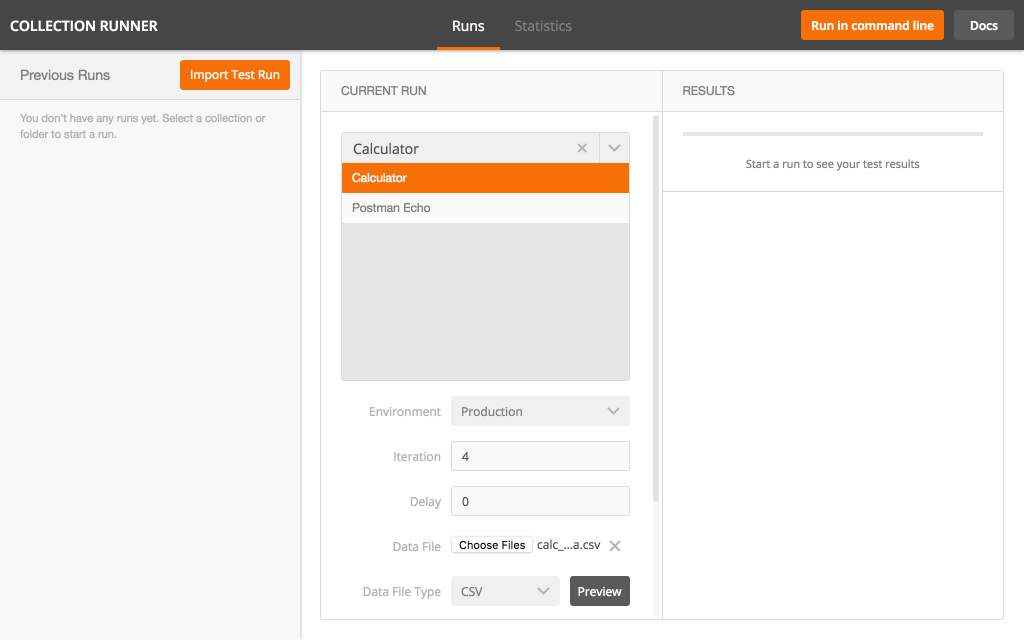 COLLECTION RUNNER
Runs
Statistics
Run in command line
Docs
Previous Runs
Import Test Run
You don't have any runs yet. Select a collection or
folder to start a run.
CURRENT RUN
Calculator
Calculator
Postman Echo
Environment
Production
Iteration
4
Delay
0
Data File
Choose Files
calc_...a.csv
Data File Type
CSV
Preview
RESULTS
Start a run to see your test results